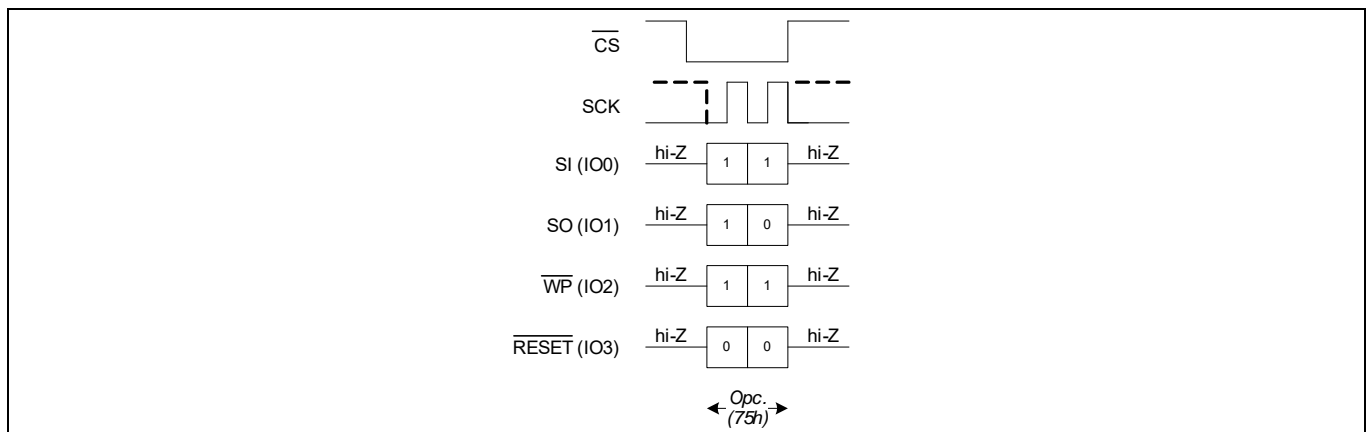 CS
SCK
SI (IO0) hi-Z 1 1 hi-Z
SO (IO1) hi-Z 1 0 hi-Z
WP (IO2) hi-Z 1 1 hi-Z
RESET (IO3) hi-Z 0 0 hi-Z
Opc.
(75h)